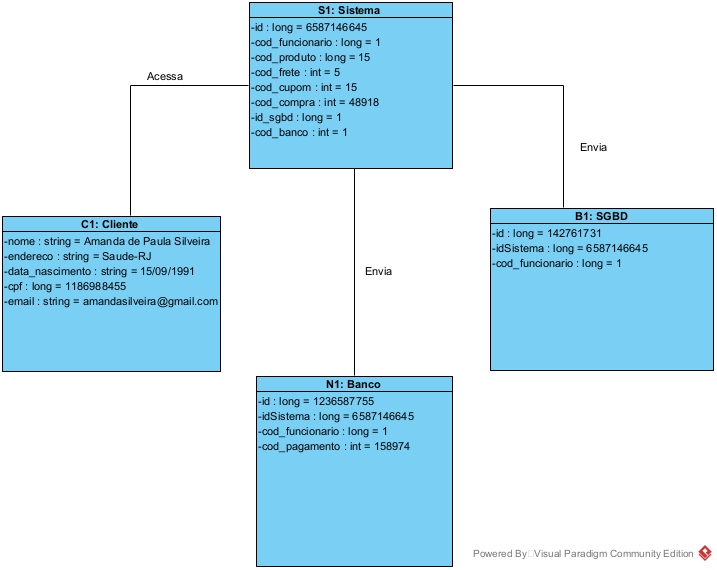 S1: Sistema
-id : long = 6587146645
-cod_funcionario : long = 1
-cod_produto : long = 15
-cod_frete : int = 5
-cod_cupom : int = 15
-cod_compra : int = 48918
-id_sgbd : long = 1
-cod_banco : int = 1
Acessa
Envia
C1: Cliente
-nome : string = Amanda de Paula Silveira
-endereco : string = Saude-RJ
-data_nascimento : string = 15/09/1991
-cpf : long = 1186988455
-email : string = amandasilveira@gmail.com
B1: SGBD
-id : long = 142761731
-idSistema : long = 6587146645
-cod_funcionario : long = 1
Envia
N1: Banco
-id : long = 1236587755
-idSistema : long = 6587146645
-cod_funcionario : long = 1
-cod_pagamento : int = 158974
Powered By Visual Paradigm Community Edition